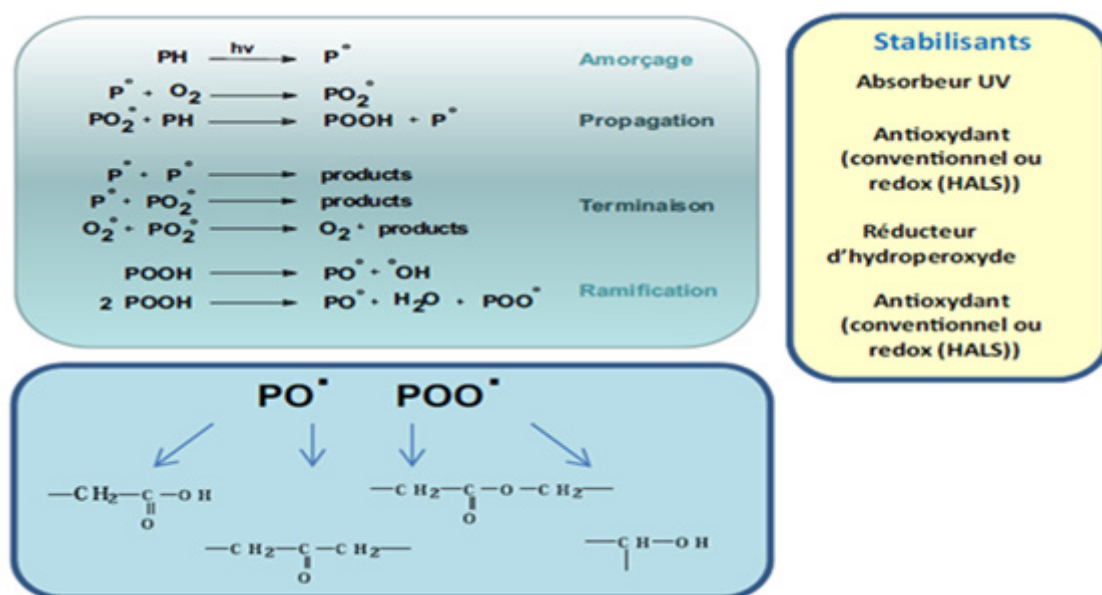 PH hv P° Amorçage
P° + O2 PO2°
PO2° + PH POOH + P° Propagation
P° + P° products
P° + PO2° products Terminaison
O2° + PO2° O2 + products
POOH PO° + °OH Ramification
2 POOH PO° + H2O + POO°
Stabilisants
Absorbeur UV
Antioxydant
(conventionnel ou
redox (HALS))
Réducteur
d'hydroperoxyde
Antioxydant
(conventionnel ou
redox (HALS))
PO▪ POO▪
—CH2—C—OH
O
—CH2—C—CH2—
O
—CH2—C—O—CH2—
O
—CH—OH